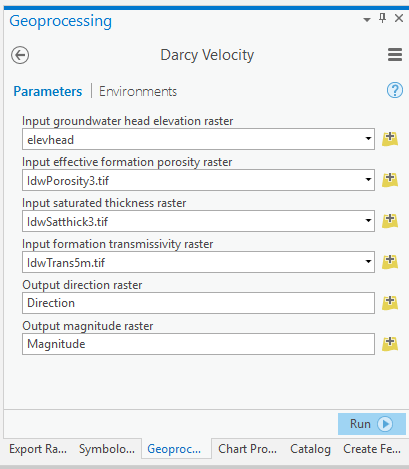 Geoprocessing
Darcy Velocity
Parameters | Environments
Input groundwater head elevation raster
elevhead
Input effective formation porosity raster
IdwPorosity3.tif
Input saturated thickness raster
IdwSatthick3.tif
Input formation transmissivity raster
IdwTrans5m.tif
Output direction raster
Direction
Output magnitude raster
Magnitude
Run
Export Ra... Symbolo... Geoproc... Chart Pro... Catalog Create Fe...